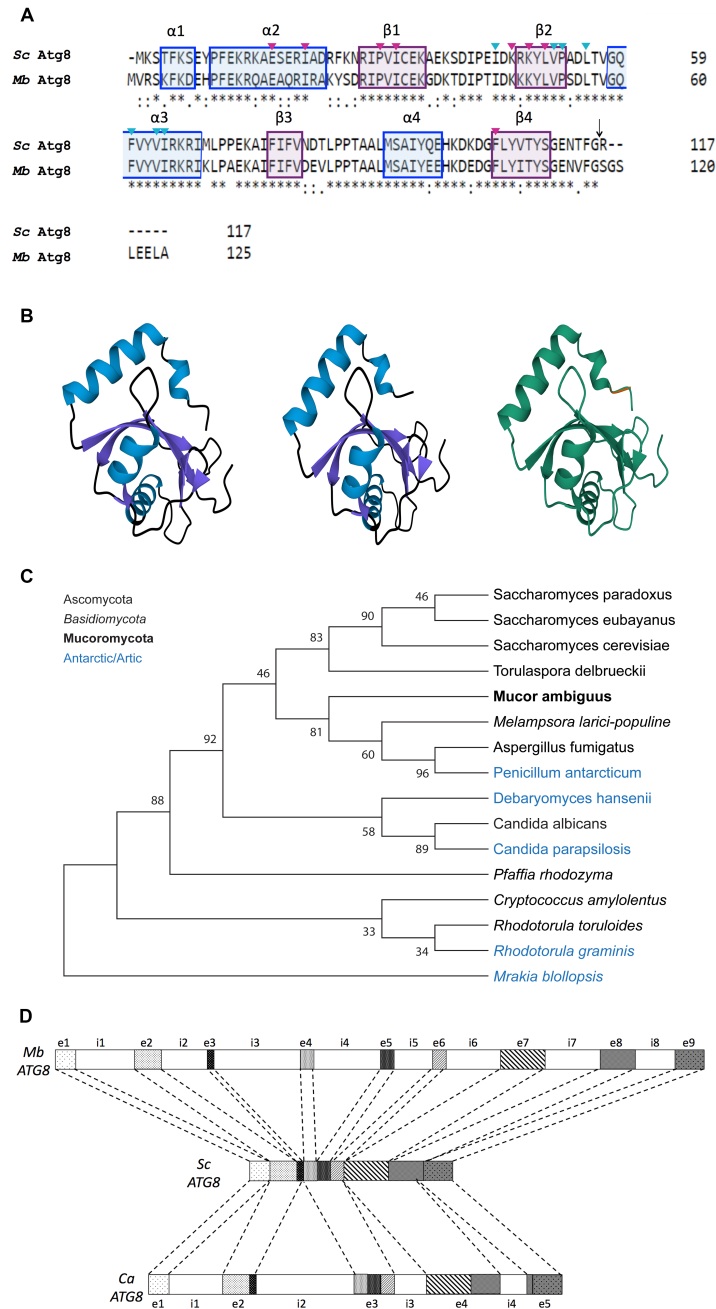 A
α1 α2 β1 β2
Sc Atg8 -MKSTFKSEYPFEKRKAESERIADRFKNRIPVICEKAEKSDIPEIDKRKYLVPADLTVGQ 59
Mb Atg8 MVRSKFKDEHPFEKRQAEAQRIRAKYSDRIPVICEKGDKTDIPTIDKKKYLVPSDLTVGQ 60
α3 β3 α4 β4
Sc Atg8 FVYVIRKRIMLPPEKAIFIFVNDTLPPTAALMSAIYQEHKDKDGFLYVTYSGENTFGR-- 117
Mb Atg8 FVYVIRKRIKLPAEKAIFIFVDEVLPPTAALMSAIYEEHKDEDGFLYITYSGENVFGSGS 120
Sc Atg8 ----- 117
Mb Atg8 LEELA 125
B
C
Ascomycota
Basidiomycota
Mucoromycota
Antarctic/Artic
46 Saccharomyces paradoxus
90 Saccharomyces eubayanus
83 Saccharomyces cerevisiae
46 Torulaspora delbrueckii
Mucor ambiguus
81 Melampsora larici-populine
92 60 Aspergillus fumigatus
96 Penicillum antarcticum
88 Debaryomyces hansenii
58 Candida albicans
89 Candida parapsilosis
Pfaffia rhodozyma
Cryptococcus amylolentus
33 Rhodotorula toruloides
34 Rhodotorula graminis
Mrakia blollopsis
D
e1 i1 e2 i2 e3 i3 e4 i4 e5 i5 e6 i6 e7 i7 e8 i8 e9
Mb
ATG8
Sc
ATG8
Ca
ATG8
e1 i1 e2 i2 e3 i3 e4 i4 e5